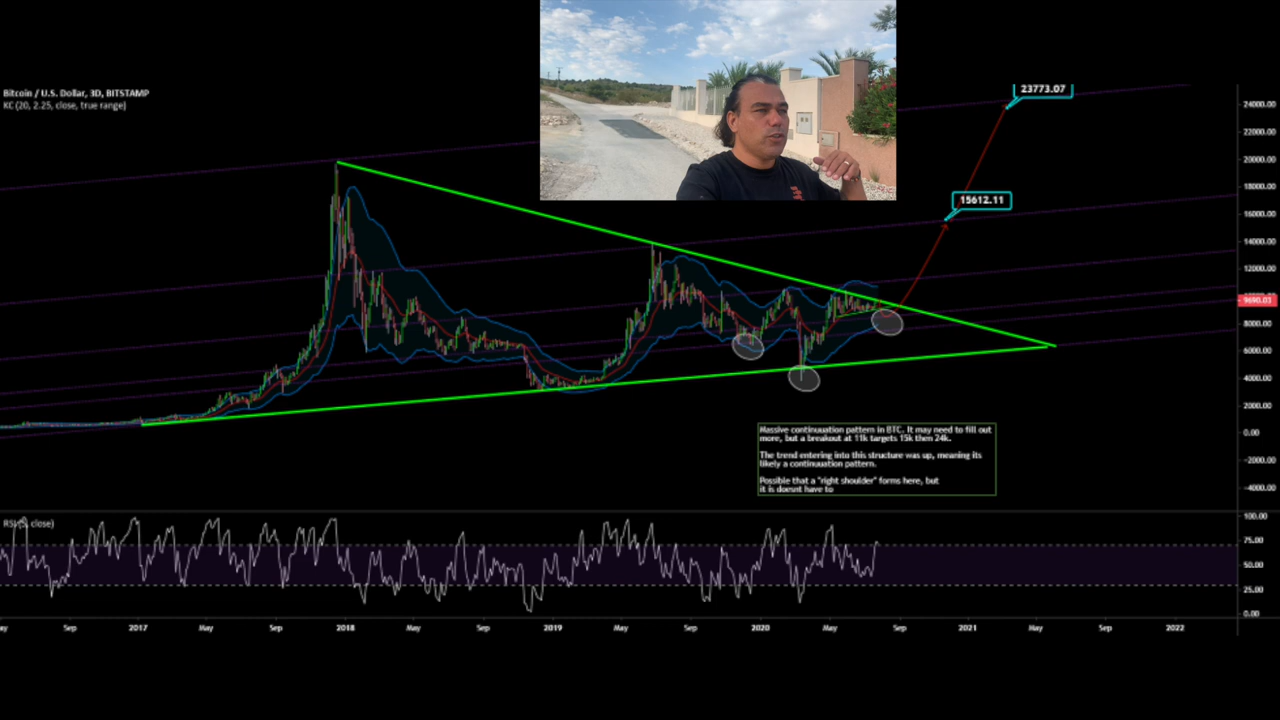 Bitcoin / U.S. Dollar, 3D, BITSTAMP
KC (20, 2.25, close, true range)
23773.07
15612.11
24000.00
22000.00
20000.00
18000.00
16000.00
14000.00
12000.00
9690.03
8000.00
6000.00
4000.00
2000.00
0.00
-2000.00
-4000.00
Massive continuuation pattern in BTC. It may need to fill out
more, but a breakout at 11k targets 15k then 24k.
The trend entering into this structure was up, meaning its
likely a continuuation pattern.
Possible that a "right shoulder" forms here, but
it is doesnt have to
RSI (5, close)
100.00
75.00
50.00
25.00
0.00
Sep
2017
May
Sep
2018
May
Sep
2019
May
Sep
2020
May
Sep
2021
May
Sep
2022